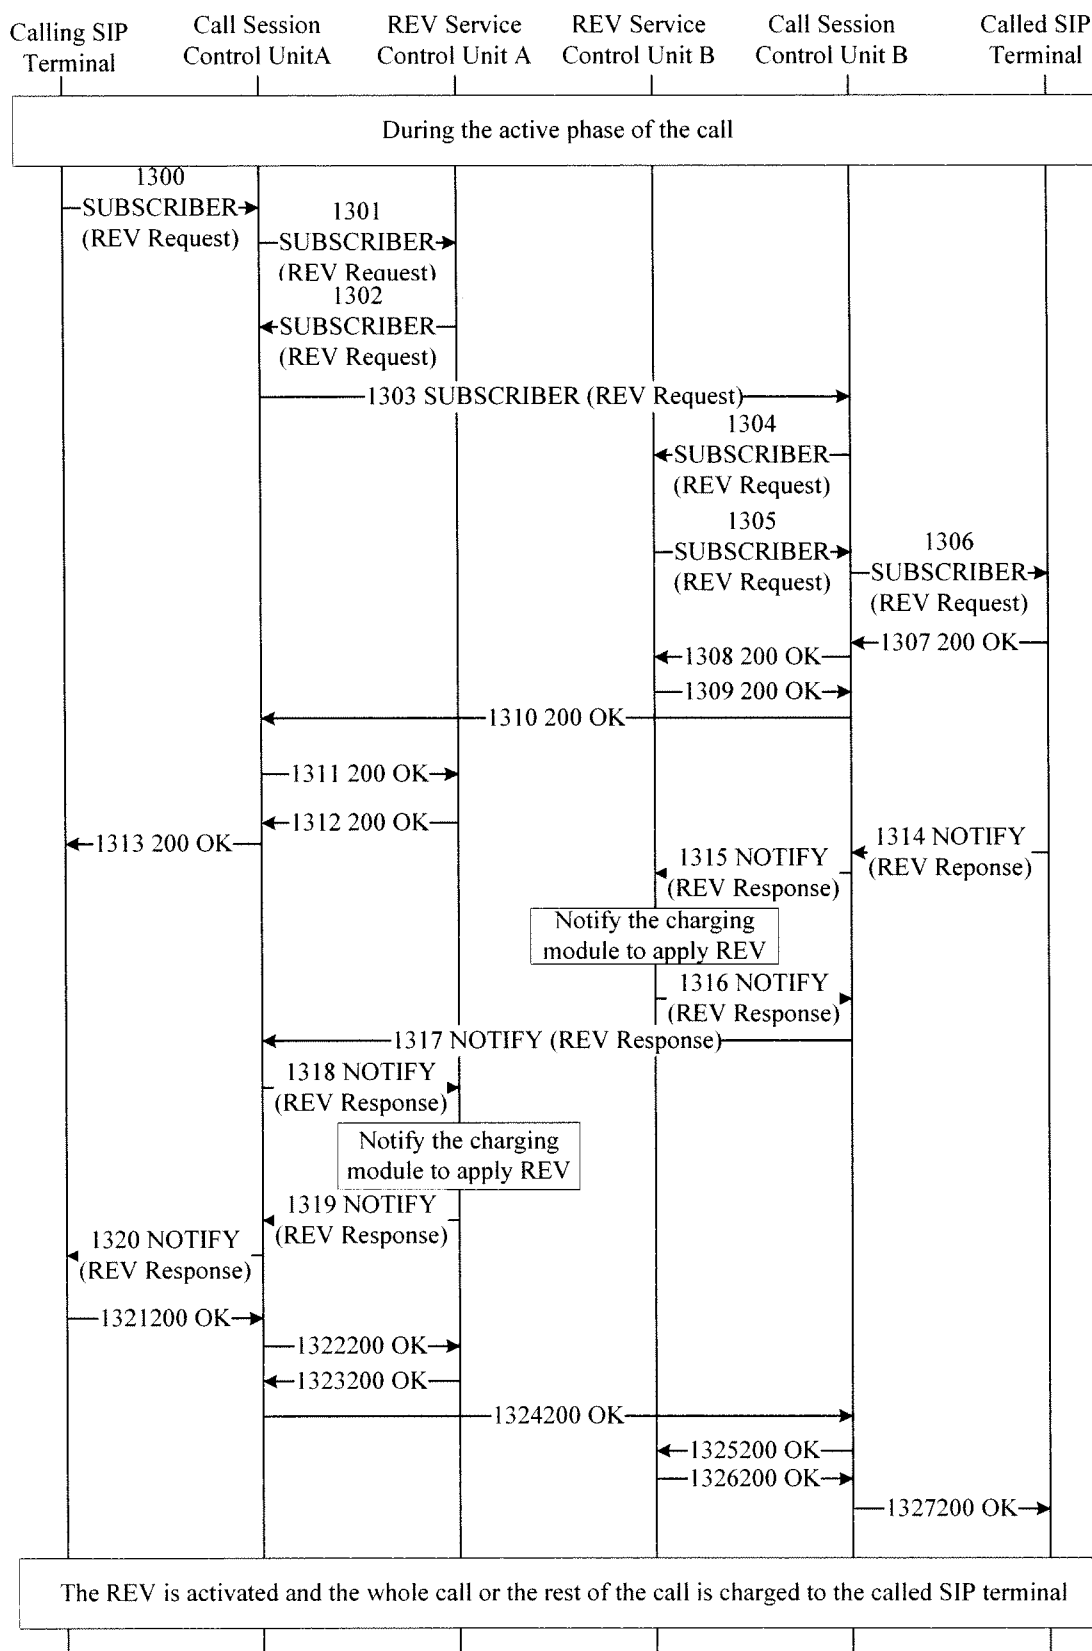 Calling SIP
Terminal
Call Session
Control UnitA
REV Service
Control Unit A
REV Service
Control Unit B
Call Session
Control Unit B
Called SIP
Terminal
During the active phase of the call
1300
SUBSCRIBER
(REV Request)
1301
SUBSCRIBER
(REV Request)
1302
SUBSCRIBER
(REV Request)
1303 SUBSCRIBER (REV Request)
1304
SUBSCRIBER
(REV Request)
1305
SUBSCRIBER
(REV Request)
1306
SUBSCRIBER
(REV Request)
1307 200 OK
1308 200 OK
1309 200 OK
1310 200 OK
1311 200 OK
1312 200 OK
1313 200 OK
1314 NOTIFY
(REV Reponse)
1315 NOTIFY
(REV Response)
Notify the charging
module to apply REV
1316 NOTIFY
(REV Response)
1317 NOTIFY (REV Response)
1318 NOTIFY
(REV Response)
Notify the charging
module to apply REV
1319 NOTIFY
(REV Response)
1320 NOTIFY
(REV Response)
1321200 OK
1322200 OK
1323200 OK
1324200 OK
1325200 OK
1326200 OK
1327200 OK
The REV is activated and the whole call or the rest of the call is charged to the called SIP terminal